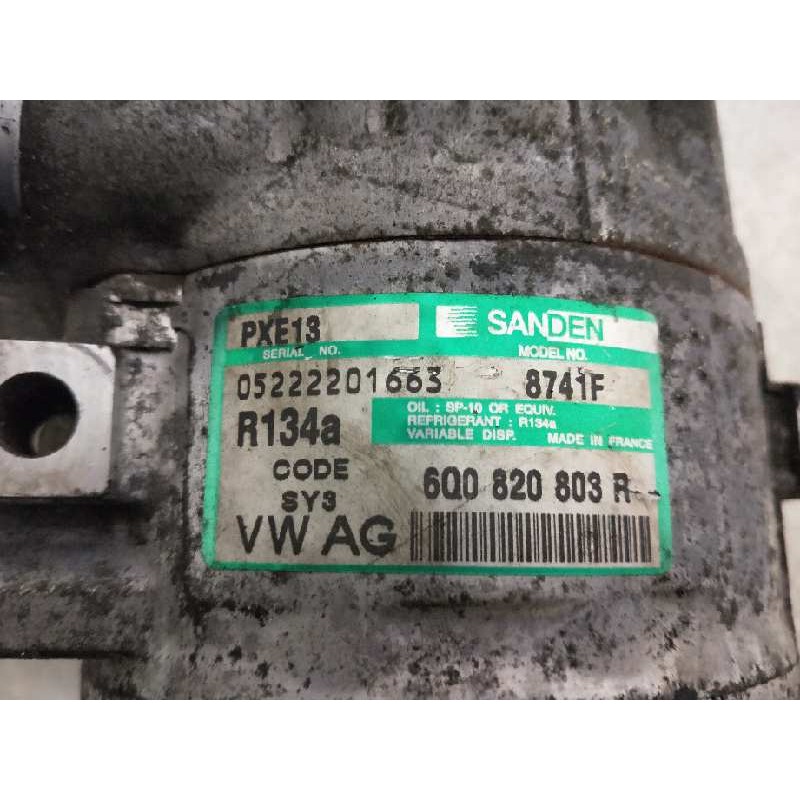 PXE13 SANDEN
SERIAL NO. MODEL NO.
05222201663 8741F
OIL : SP-10 OR EQUIV.
R134a REFRIGERANT : R134a
VARIABLE DISP. MADE IN FRANCE
CODE 6Q0 820 803 R
SY3
VW AG